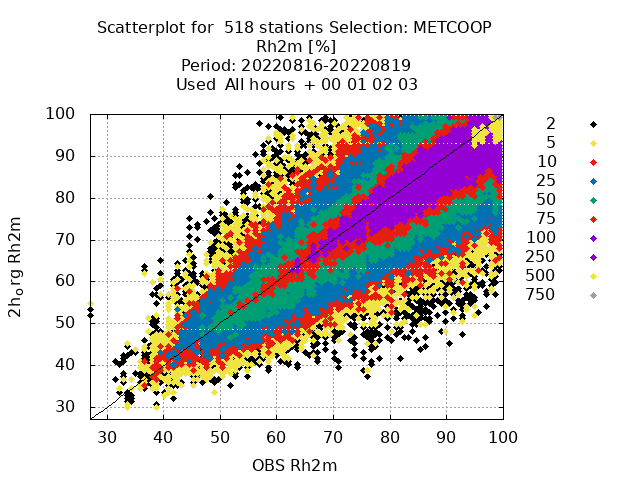 Scatterplot for  518 stations Selection: METCOOP
Rh2m [%]
Period: 20220816-20220819
Used  All hours  + 00 01 02 03
100
90
80
70
60
50
40
30
2hₒrg Rh2m
30 40 50 60 70 80 90 100
OBS Rh2m
2
5
10
25
50
75
100
250
500
750